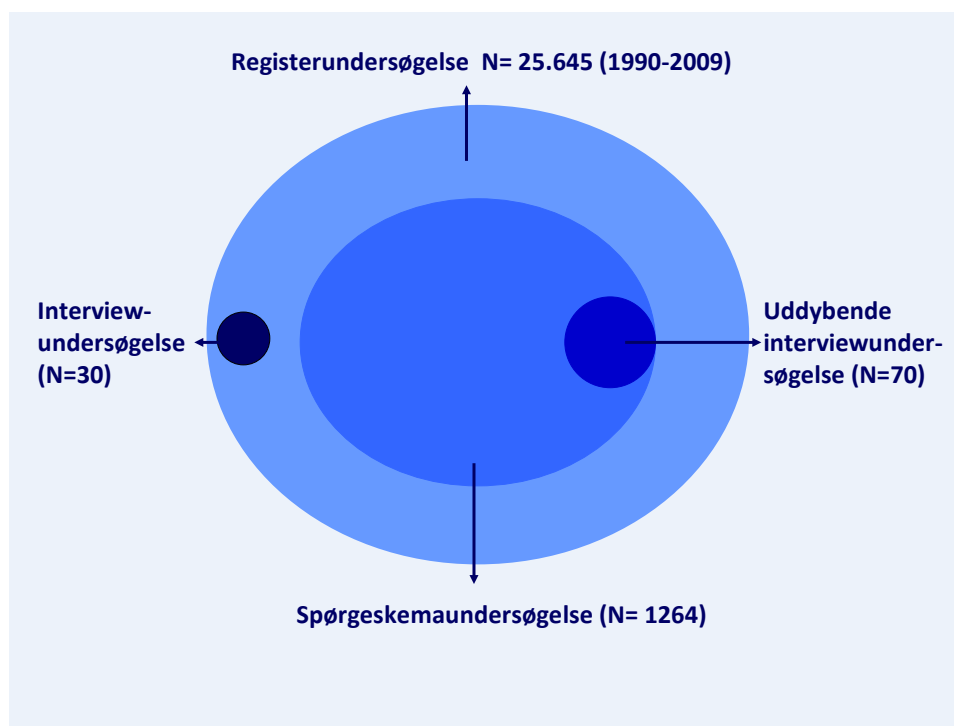 Registerundersøgelse N= 25.645 (1990-2009)
Interview-
undersøgelse
(N=30)
Uddybende
interviewunder-
søgelse (N=70)
Spørgeskemaundersøgelse (N= 1264)